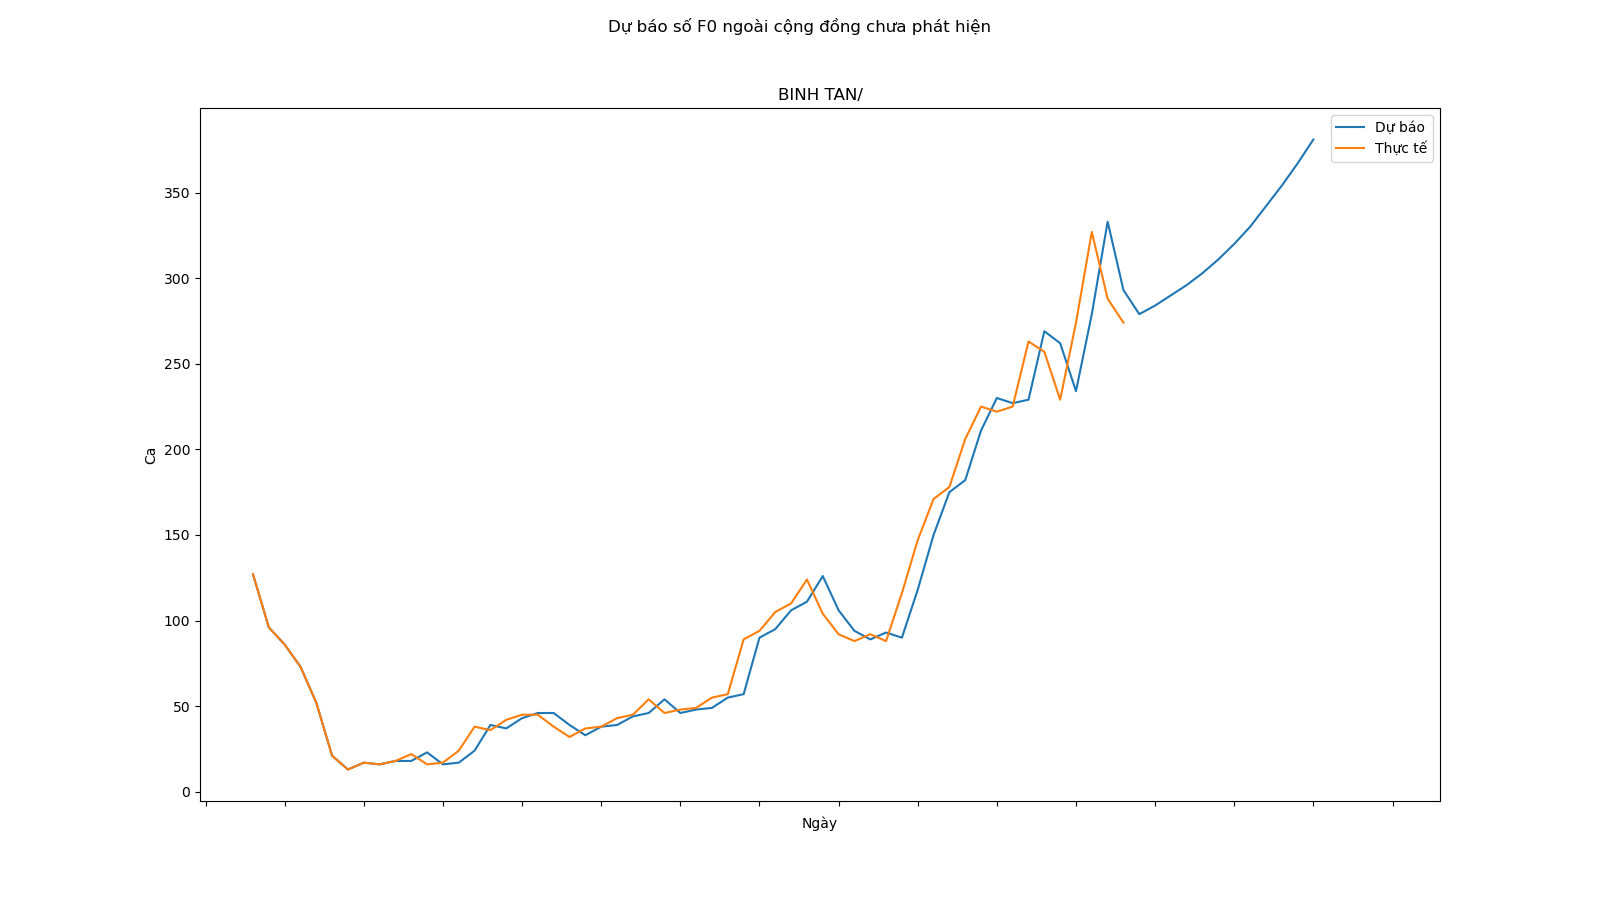 Dự báo số F0 ngoài cộng đồng chưa phát hiện
BINH TAN/
Dự báo
Thực tế
350
300
250
200
150
100
50
0
Ca
Ngày